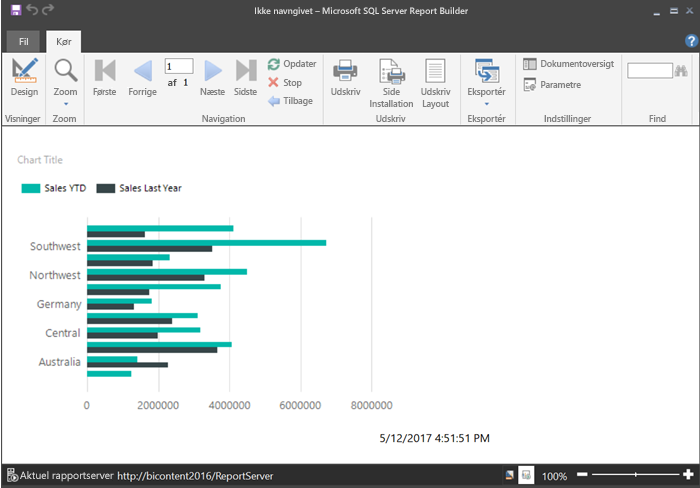 Ikke navngivet – Microsoft SQL Server Report Builder
Fil Kør
Design
Zoom
Første
Forrige
1
af 1
Næste
Sidste
Opdater
Stop
Tilbage
Udskriv
Side
Installation
Udskriv
Layout
Eksportér
Dokumentoversigt
Parametre
Visninger Zoom Navigation Udskriv Eksportér Indstillinger Find
Chart Title
Sales YTD Sales Last Year
Southwest
Northwest
Germany
Central
Australia
0 2000000 4000000 6000000 8000000
5/12/2017 4:51:51 PM
Aktuel rapportserver http://bicontent2016/ReportServer 100%